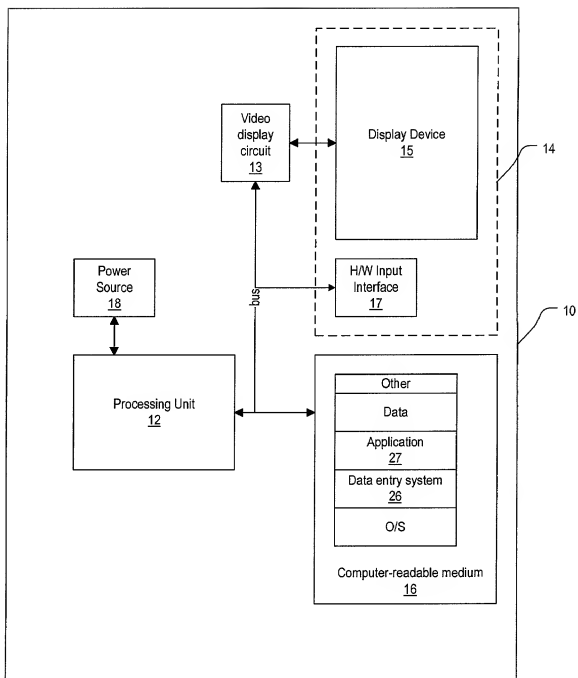 Video
display
circuit
13
Display Device
15
14
H/W Input
Interface
17
bus
Power
Source
18
10
Processing Unit
12
Other
Data
Application
27
Data entry system
26
O/S
Computer-readable medium
16